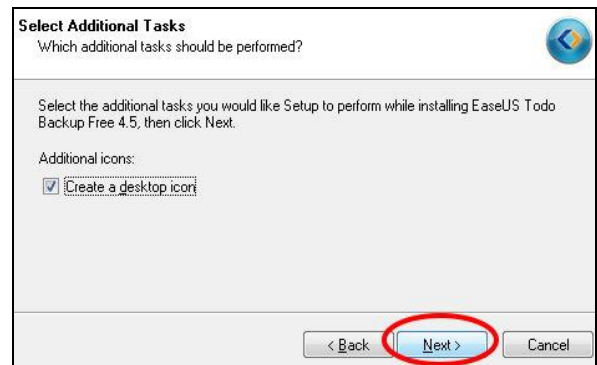 Select Additional Tasks
Which additional tasks should be performed?
Select the additional tasks you would like Setup to perform while installing EaseUS Todo
Backup Free 4.5, then click Next.
Additional icons:
Create a desktop icon
< Back Next > Cancel